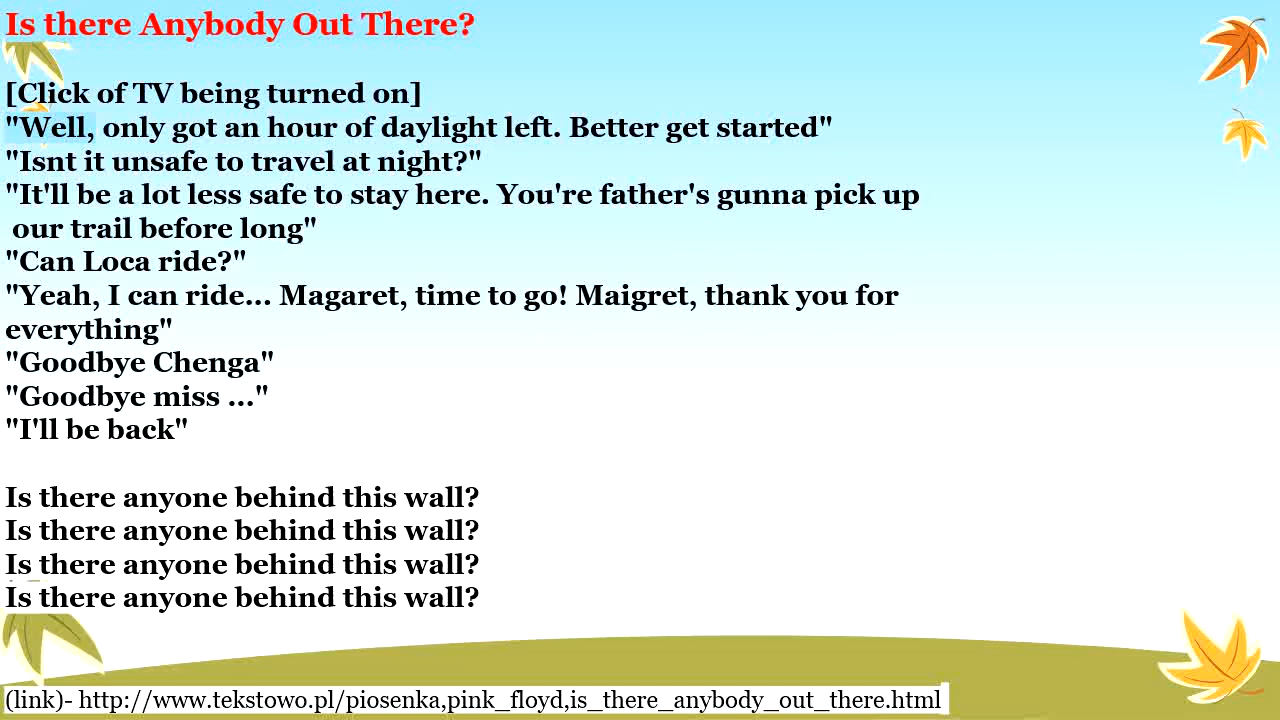 Is there Anybody Out There?
[Click of TV being turned on]
"Well, only got an hour of daylight left. Better get started"
"Isnt it unsafe to travel at night?"
"It'll be a lot less safe to stay here. You're father's gunna pick up
our trail before long"
"Can Loca ride?"
"Yeah, I can ride... Magaret, time to go! Maigret, thank you for
everything"
"Goodbye Chenga"
"Goodbye miss ..."
"I'll be back"
Is there anyone behind this wall?
Is there anyone behind this wall?
Is there anyone behind this wall?
Is there anyone behind this wall?
(link)- http://www.tekstowo.pl/piosenka,pink_floyd,is_there_anybody_out_there.html